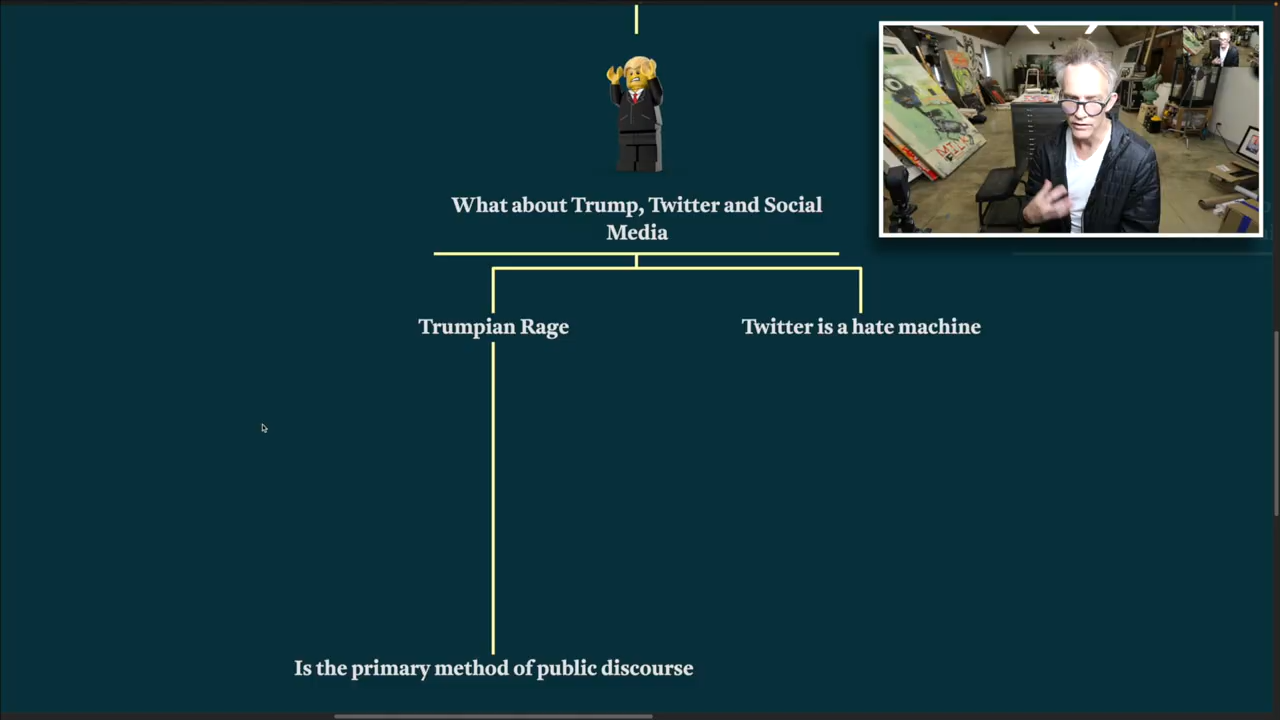 What about Trump, Twitter and Social
Media
Trumpian Rage
Twitter is a hate machine
Is the primary method of public discourse
MILK